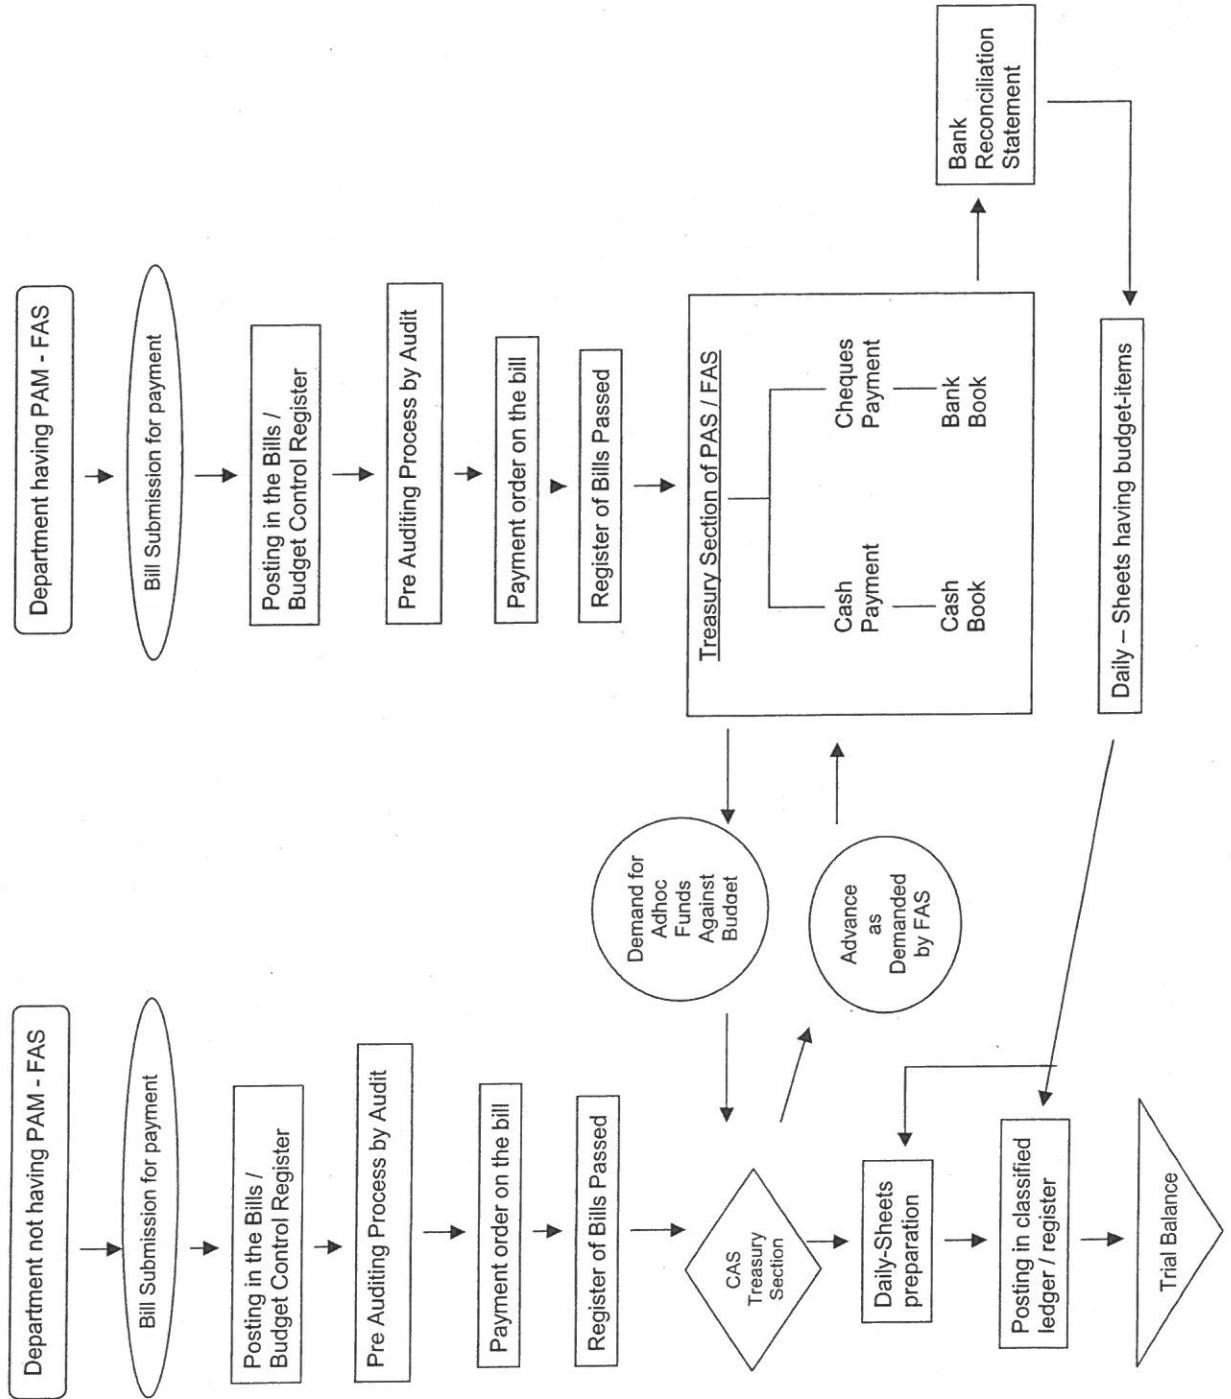 Department not having PAM - FAS
Bill Submission for payment
Posting in the Bills /
Budget Control Register
Pre Auditing Process by Audit
Payment order on the bill
Register of Bills Passed
CAS
Treasury
Section
Daily-Sheets
preparation
Posting in classified
ledger / register
Trial Balance
Demand for
Adhoc
Funds
Against
Budget
Advance
as
Demanded
by FAS
Department having PAM - FAS
Bill Submission for payment
Posting in the Bills /
Budget Control Register
Pre Auditing Process by Audit
Payment order on the bill
Register of Bills Passed
Treasury Section of PAS / FAS
Cash
Payment
Cash
Book
Cheques
Payment
Bank
Book
Bank
Reconciliation
Statement
Daily – Sheets having budget-items